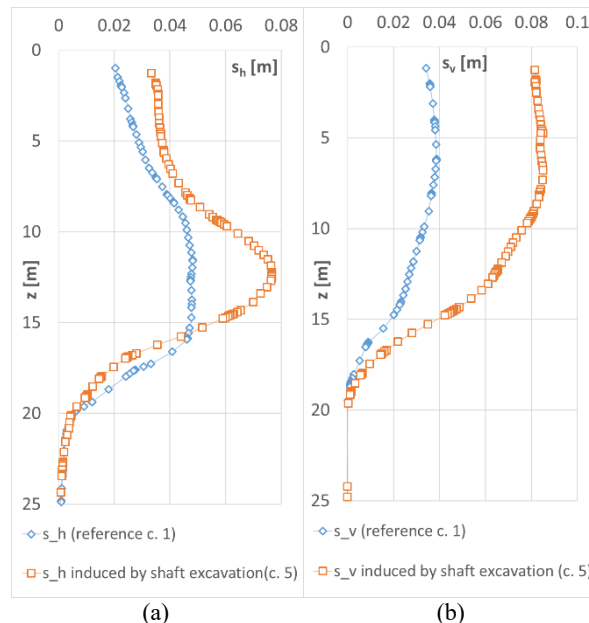 0 0.02 0.04 0.06 0.08
s_h [m]
0
5
10
15
20
25
z [m]
s_h (reference c. 1)
s_h induced by shaft excavation(c. 5)
(a)
0 0.02 0.04 0.06 0.08 0.1
s_v [m]
0
5
10
15
20
25
z [m]
s_v (reference c. 1)
s_v induced by shaft excavation (c. 5)
(b)